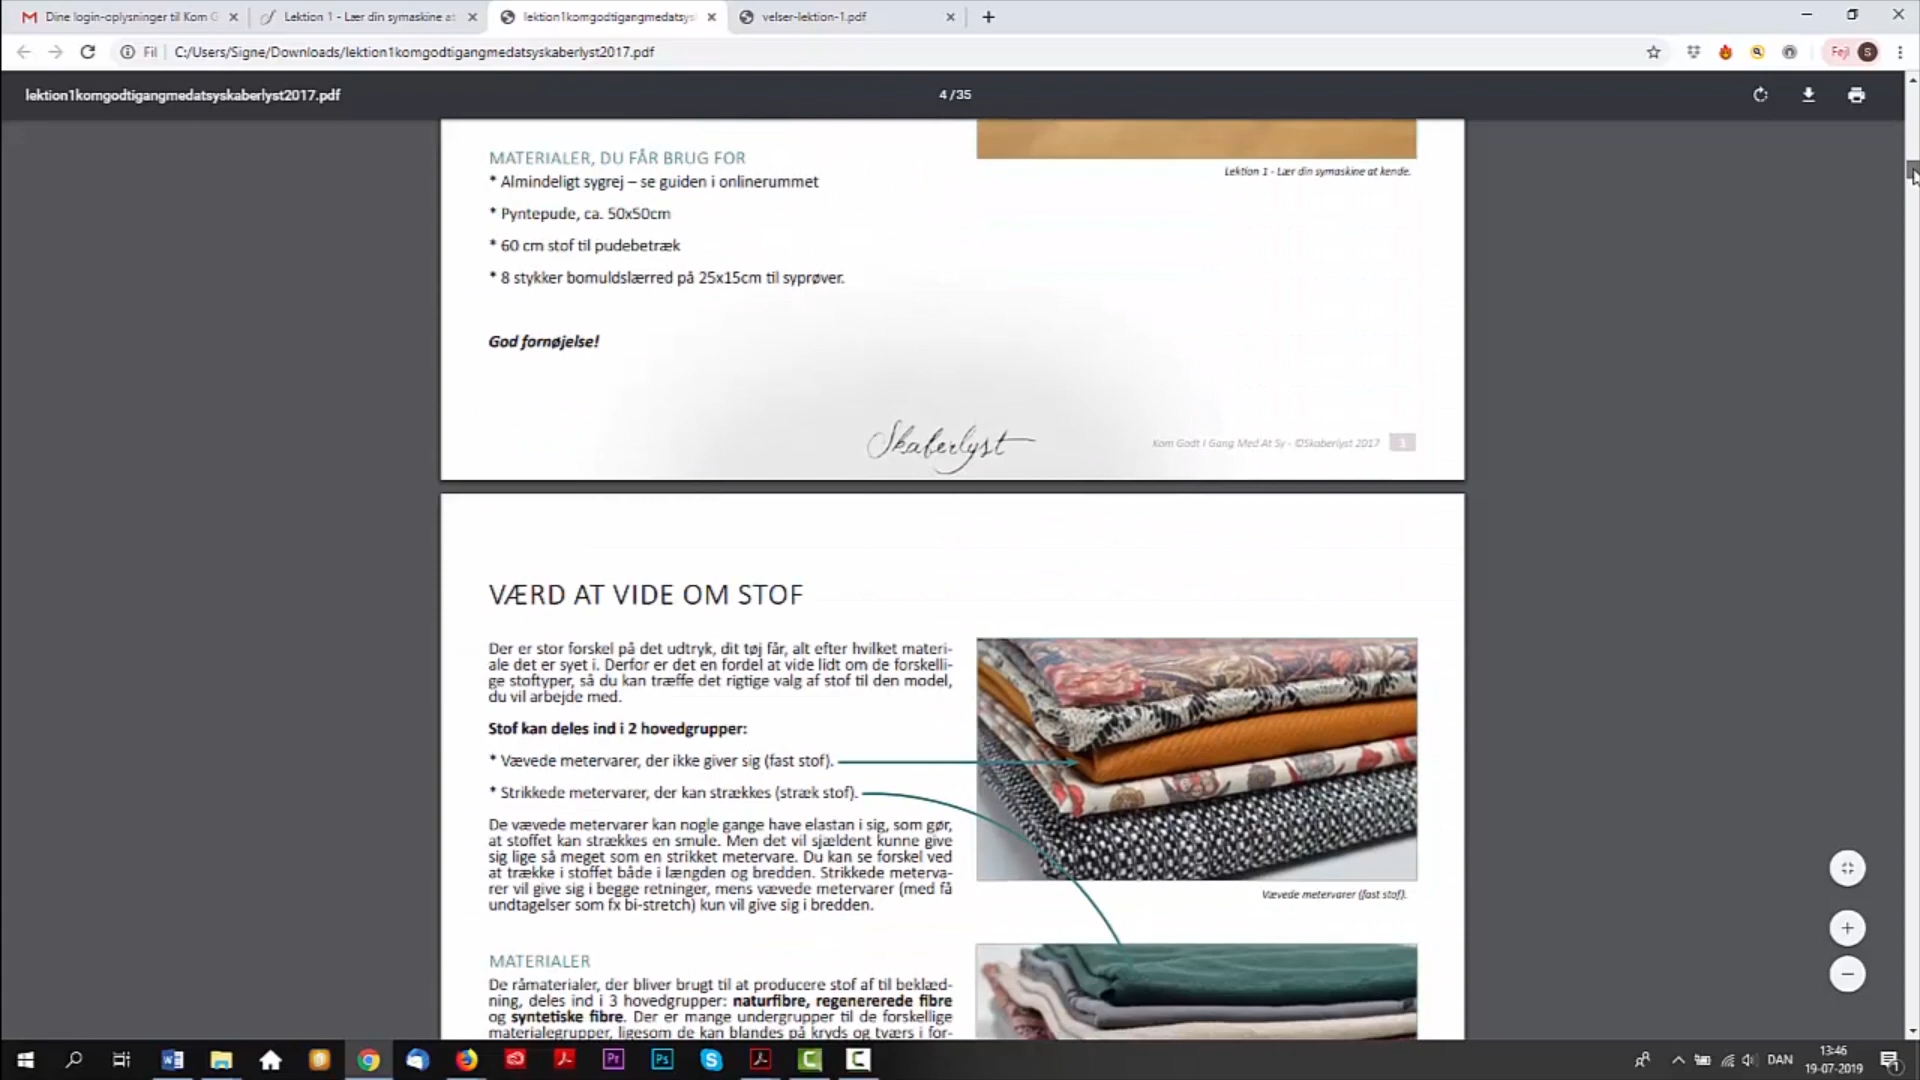 Dine login-oplysninger til Kom G
Lektion 1 - Lær din symaskine at
lektion1komgodtigangmedatsys
velser-lektion-1.pdf
Fil
C:/Users/Signe/Downloads/lektion1komgodtigangmedatsyskaberlyst2017.pdf
Fejl
S
lektion1komgodtigangmedatsyskaberlyst2017.pdf
4 / 35
MATERIALER, DU FÅR BRUG FOR
* Almindeligt sygrej – se guiden i onlinerummet
* Pyntepude, ca. 50x50cm
* 60 cm stof til pudebetræk
* 8 stykker bomuldslærred på 25x15cm til syprøver.
God fornøjelse!
Lektion 1 - Lær din symaskine at kende.
Skaberlyst
Kom Godt I Gang Med At Sy - ©Skaberlyst 2017 3
VÆRD AT VIDE OM STOF
Der er stor forskel på det udtryk, dit tøj får, alt efter hvilket materi-
ale det er syet i. Derfor er det en fordel at vide lidt om de forskelli-
ge stoftyper, så du kan træffe det rigtige valg af stof til den model,
du vil arbejde med.
Stof kan deles ind i 2 hovedgrupper:
* Vævede metervarer, der ikke giver sig (fast stof).
* Strikkede metervarer, der kan strækkes (stræk stof).
De vævede metervarer kan nogle gange have elastan i sig, som gør,
at stoffet kan strækkes en smule. Men det vil sjældent kunne give
sig lige så meget som en strikket metervare. Du kan se forskel ved
at trække i stoffet både i længden og bredden. Strikkede meterva-
rer vil give sig i begge retninger, mens vævede metervarer (med få
undtagelser som fx bi-stretch) kun vil give sig i bredden.
Vævede metervarer (fast stof).
MATERIALER
De råmaterialer, der bliver brugt til at producere stof af til beklæd-
ning, deles ind i 3 hovedgrupper: naturfibre, regenererede fibre
og syntetiske fibre. Der er mange undergrupper til de forskellige
materialegrupper, ligesom de kan blandes på kryds og tværs i for-
DAN
13:46
19-07-2019